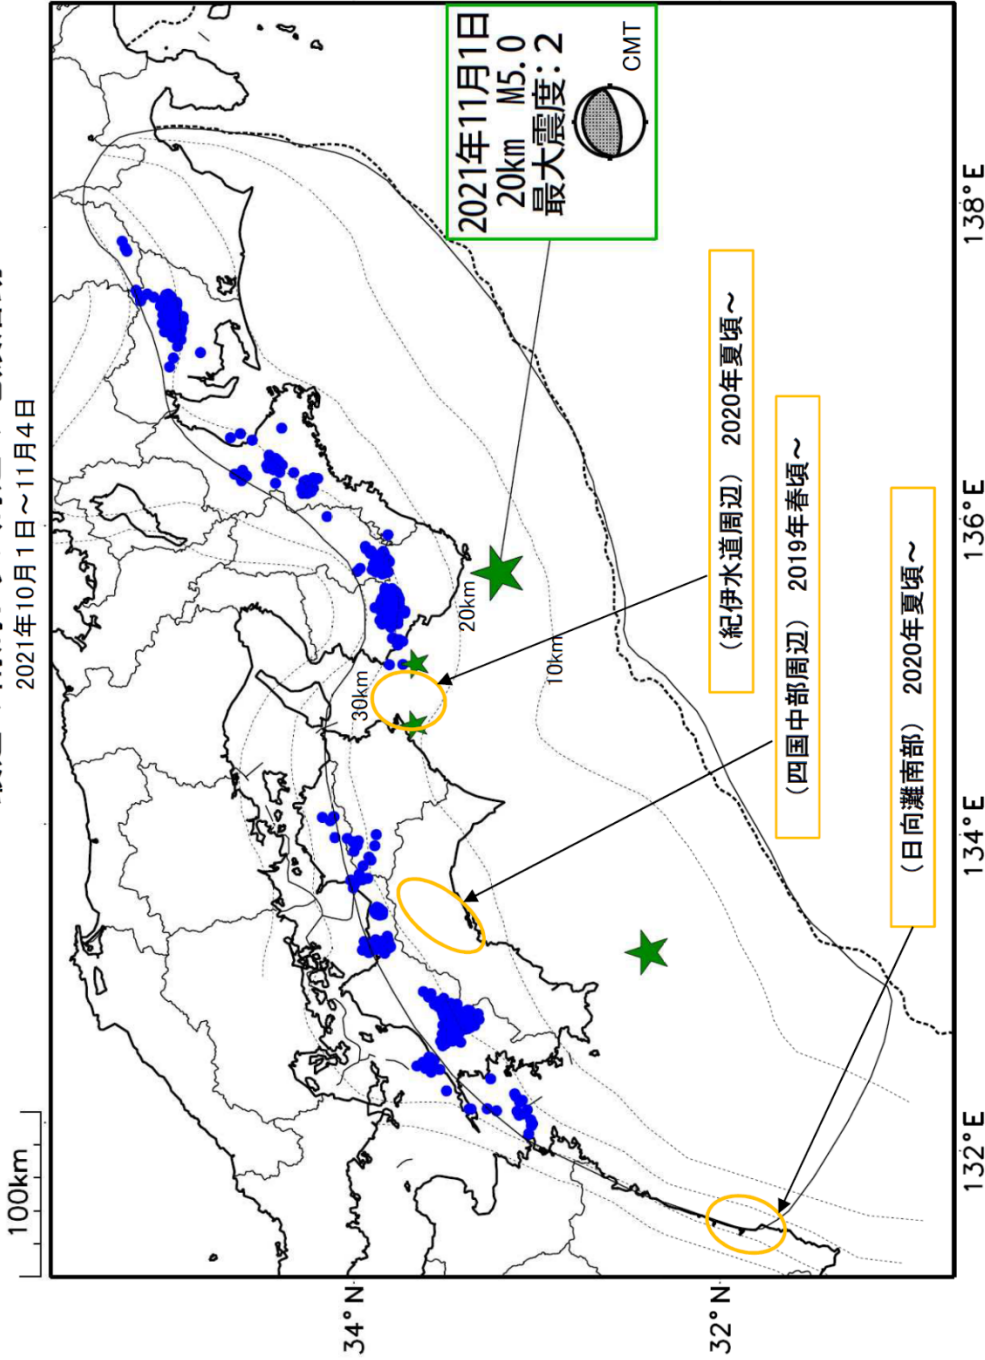 2021年10月1日~11月4日
100km
2021年11月1日
20km M5.0
最大震度:2
CMT
30km
20km
10km
(紀伊水道周辺) 2020年夏頃~
(四国中部周辺) 2019年春頃~
(日向灘南部) 2020年夏頃~
34°N
32°N
132°E
134°E
136°E
138°E